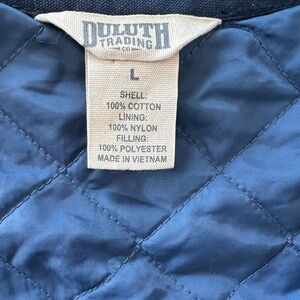 DULUTH
TRADING
CO
L
SHELL:
100% COTTON
LINING:
100% NYLON
FILLING:
100% POLYESTER
MADE IN VIETNAM